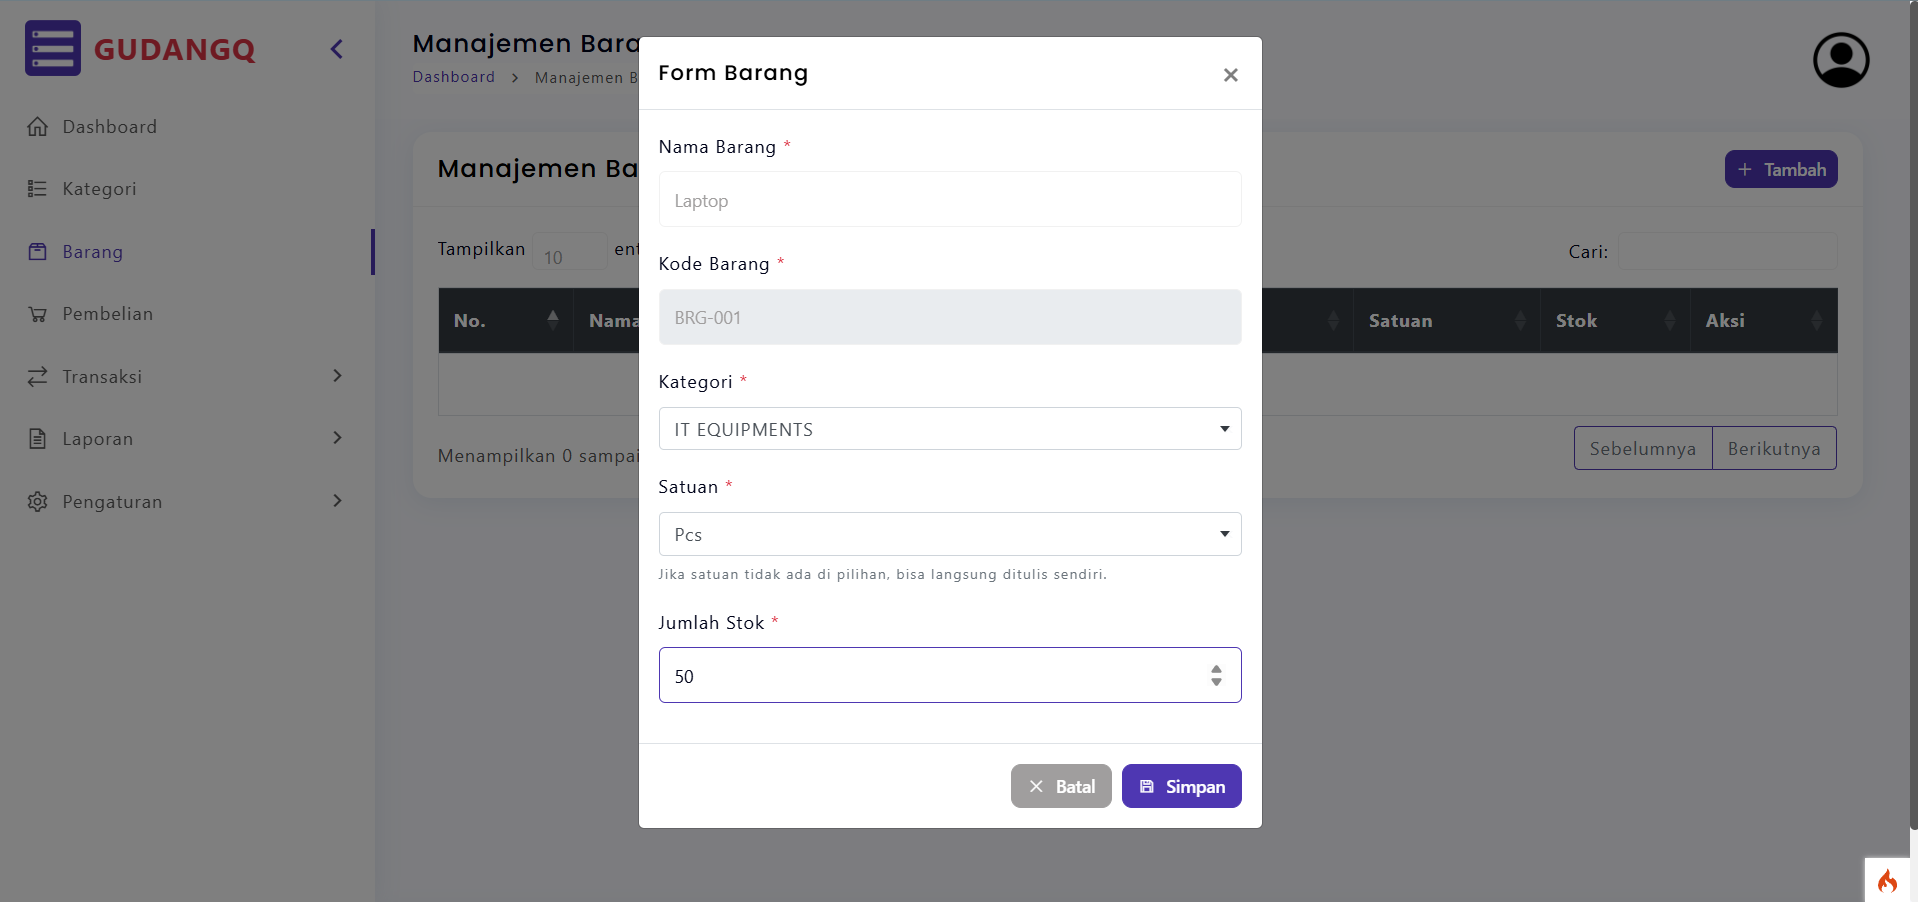 GUDANGQ
Dashboard
Kategori
Barang
Pembelian
Transaksi
Laporan
Pengaturan
Manajemen Bara
Dashboard > Manajemen B
Manajemen Ba
+ Tambah
Tampilkan 10 ent
Cari:
No. Nama Satuan Stok Aksi
Menampilkan 0 sampai
Sebelumnya Berikutnya
Form Barang ×
Nama Barang *
Laptop
Kode Barang *
BRG-001
Kategori *
IT EQUIPMENTS
Satuan *
Pcs
Jika satuan tidak ada di pilihan, bisa langsung ditulis sendiri.
Jumlah Stok *
50
Batal Simpan